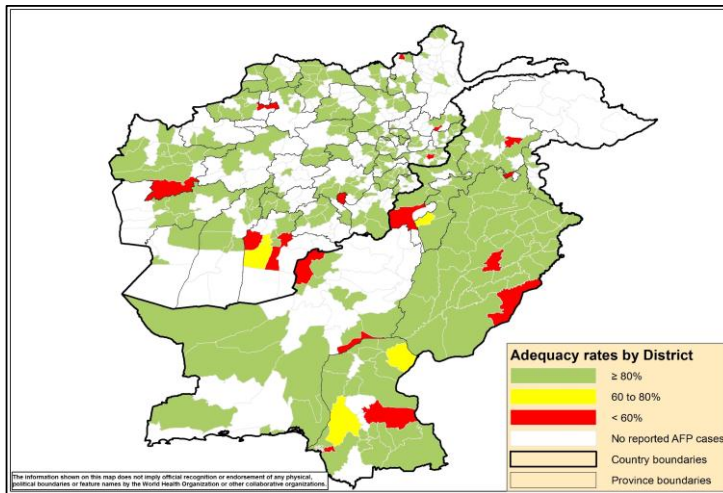 Adequacy rates by District
≥ 80%
60 to 80%
< 60%
No reported AFP cases
Country boundaries
Province boundaries
The information shown on this map does not imply official recognition or endorsement of any physical,
political boundaries or feature names by the World Health Organization or other collaborative organizations.